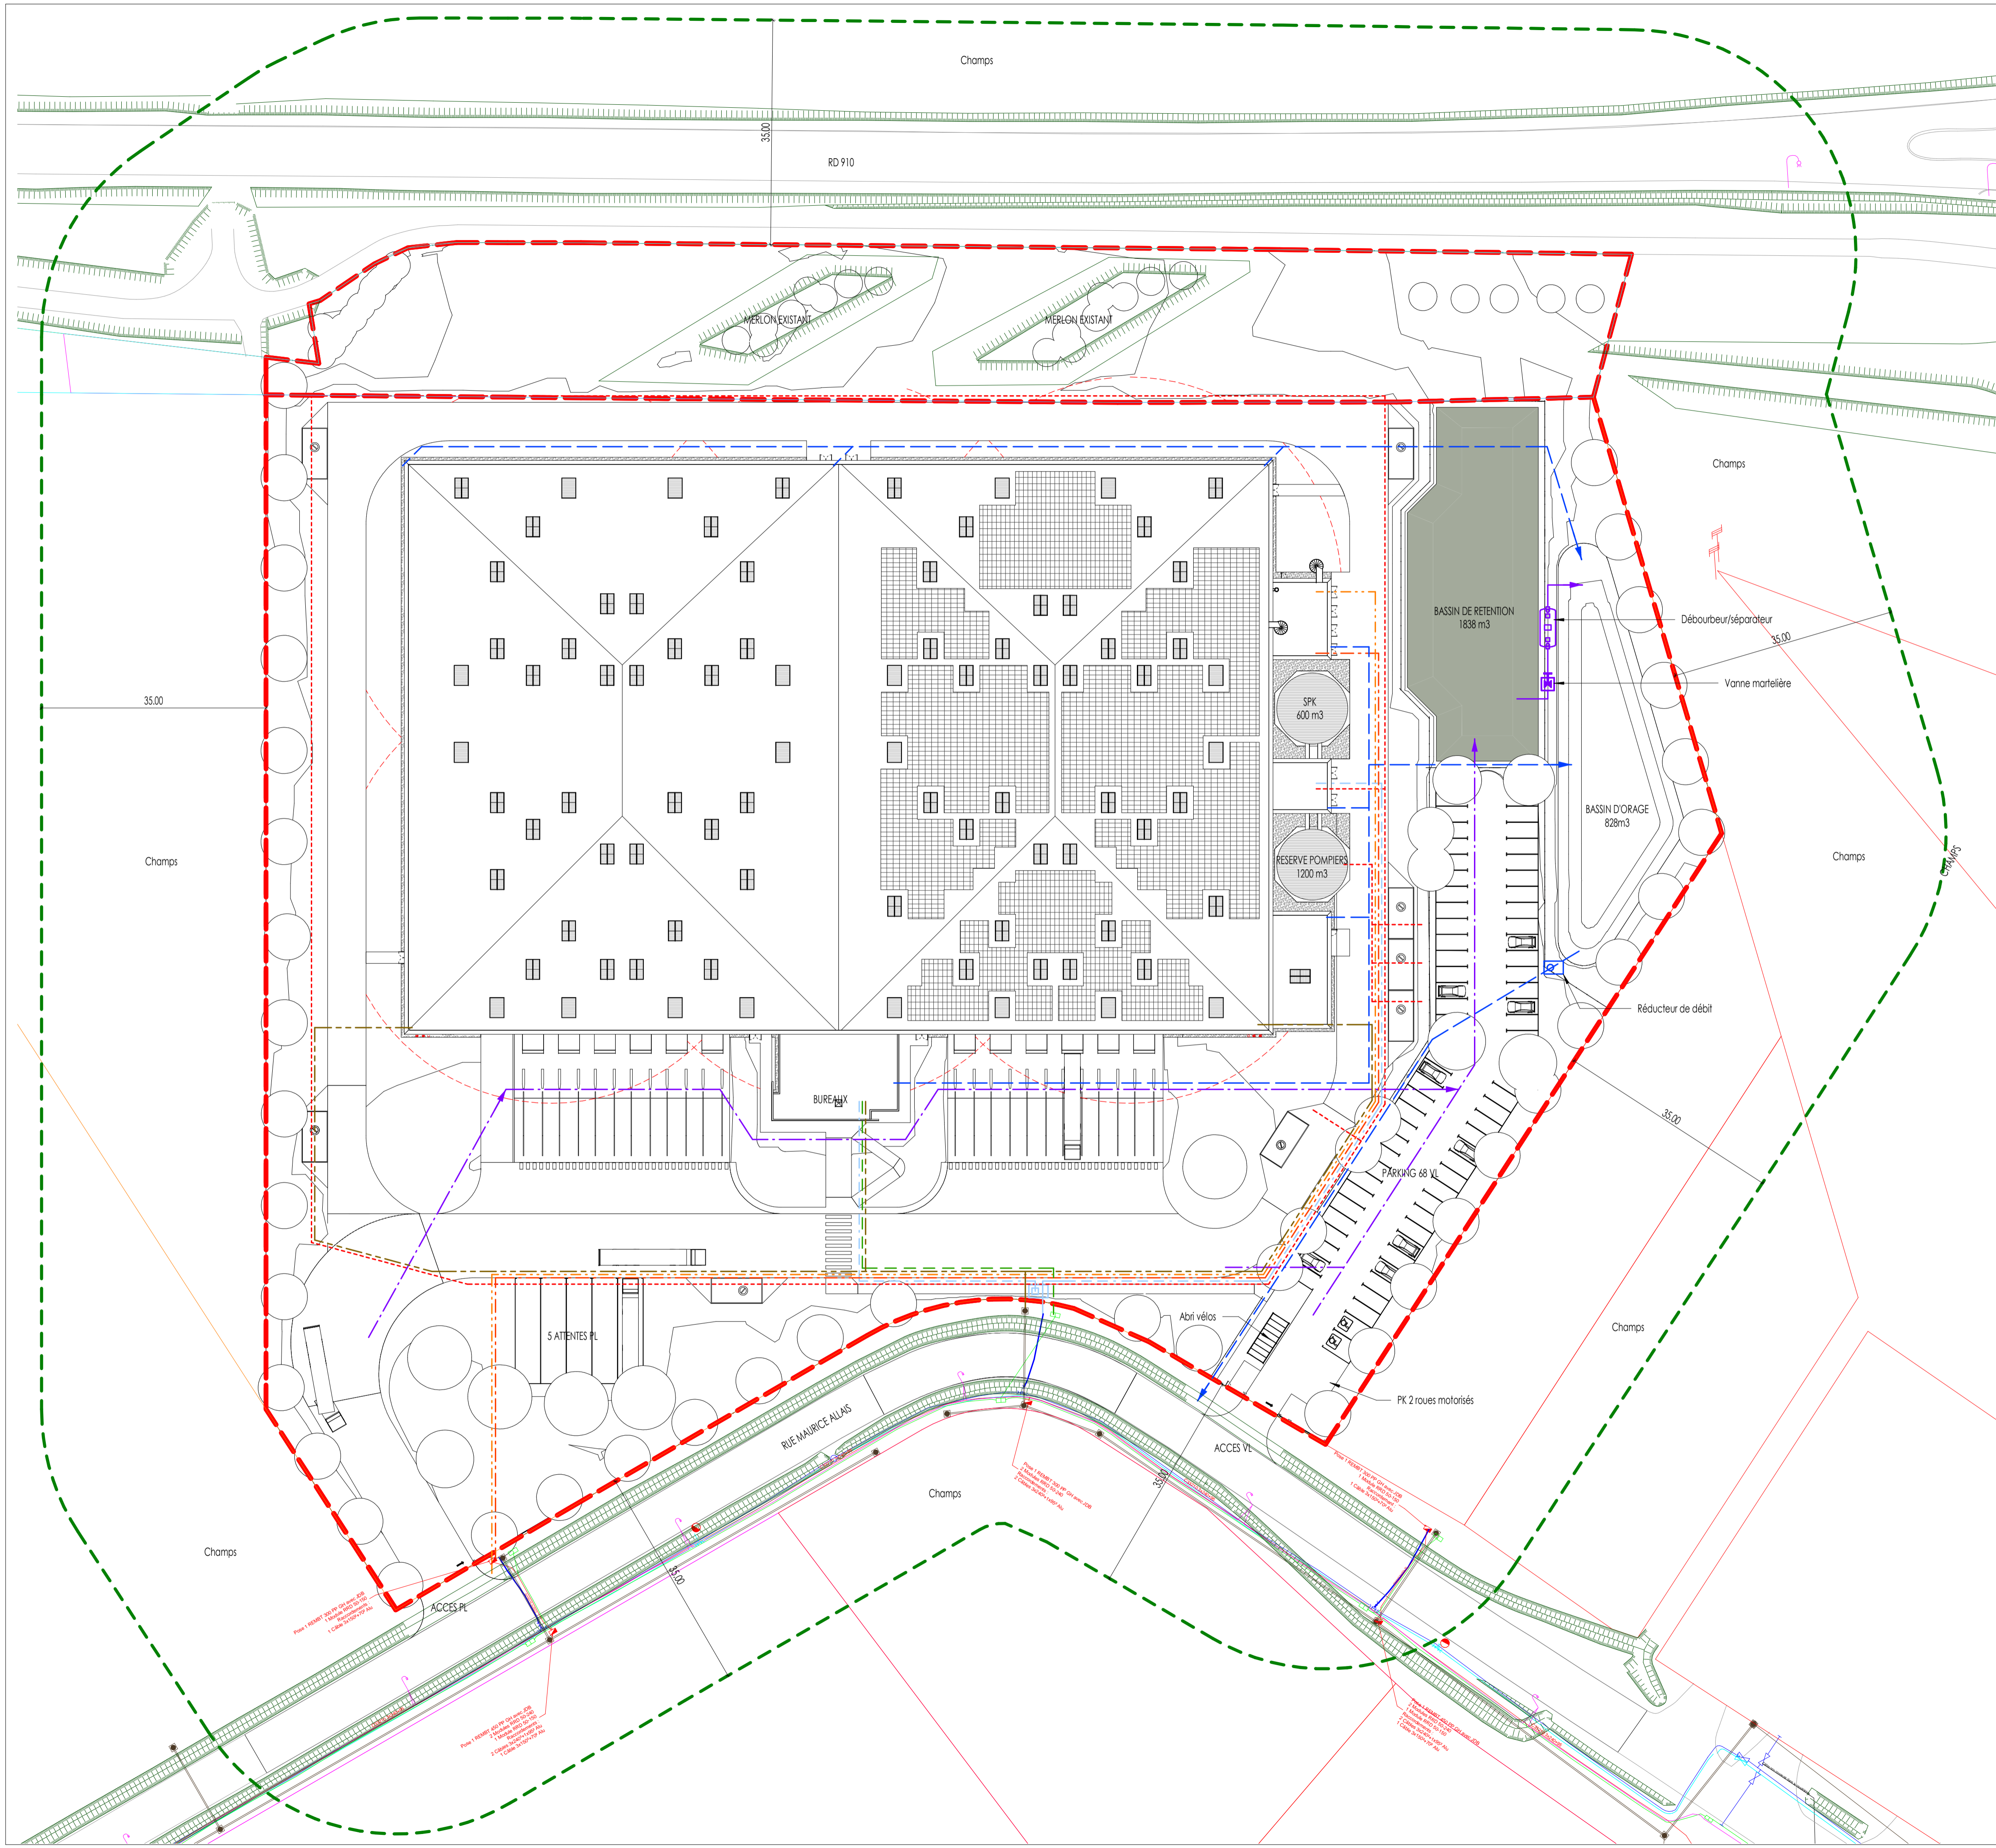 Champs
35.00
RD 910
MERLON EXISTANT
MERLON EXISTANT
Champs
BASSIN DE RETENTION
1838 m3
Débourbeur/séparateur
35.00
Vanne martelière
35.00
SPK
600 m3
BASSIN D'ORAGE
828m3
Champs
RESERVE POMPIERS
1200 m3
Champs
CHAMPS
Réducteur de débit
BUREAUX
35.00
PARKING 68 VL
5 ATTENTES PL
Abri vélos
Champs
PK 2 roues motorisés
RUE MAURICE ALLAIS
ACCES VL
35.00
Champs
Champs
35.00
ACCES PL